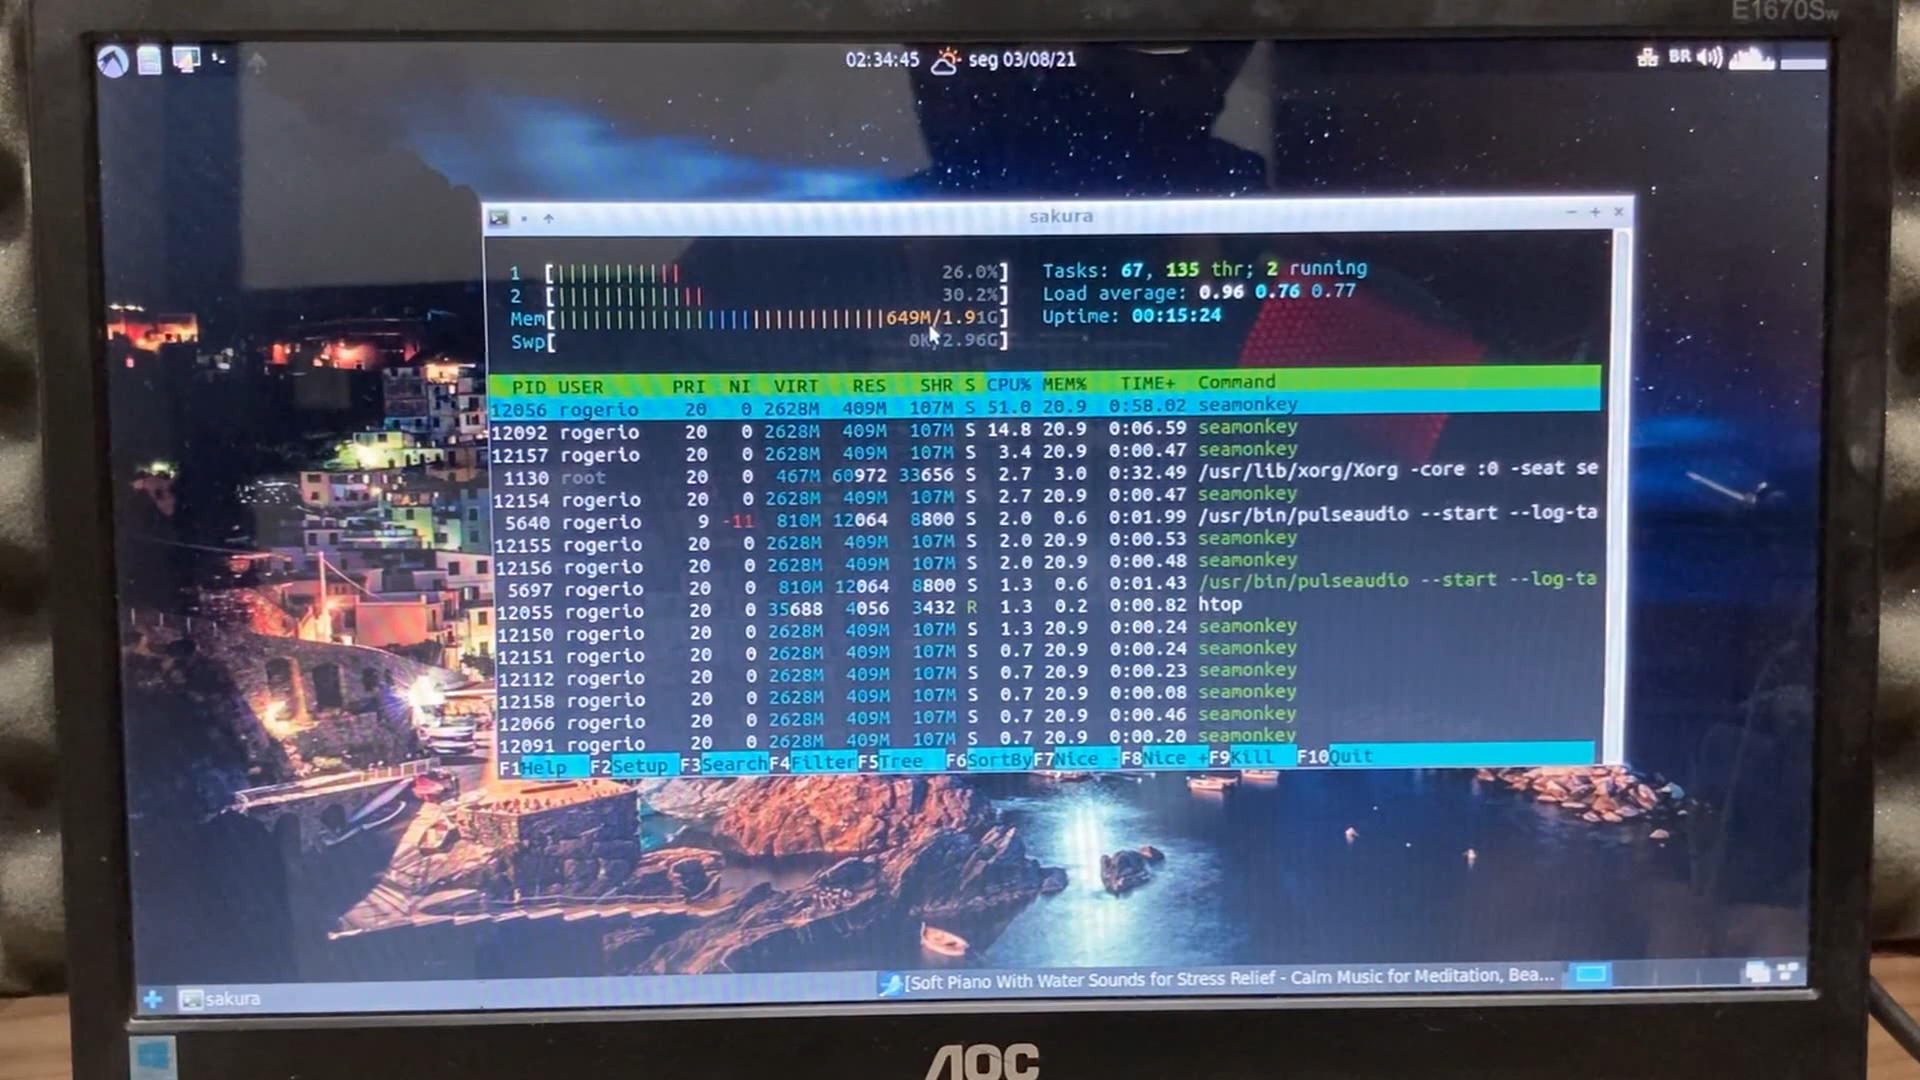 E1670Sw
02:34:45 seg 03/08/21 BR
sakura
1 [|||||||||||| 26.0%] Tasks: 67, 135 thr; 2 running
2 [|||||||||||||| 30.2%] Load average: 0.96 0.76 0.77
Mem[||||||||||||||||||||||||||||||649M/1.91G] Uptime: 00:15:24
Swp[ 0K/2.96G]
PID USER PRI NI VIRT RES SHR S CPU% MEM% TIME+ Command
12056 rogerio 20 0 2628M 409M 107M S 51.0 20.9 0:58.02 seamonkey
12092 rogerio 20 0 2628M 409M 107M S 14.8 20.9 0:06.59 seamonkey
12157 rogerio 20 0 2628M 409M 107M S 3.4 20.9 0:00.47 seamonkey
1130 root 20 0 467M 60972 33656 S 2.7 3.0 0:32.49 /usr/lib/xorg/Xorg -core :0 -seat se
12154 rogerio 20 0 2628M 409M 107M S 2.7 20.9 0:00.47 seamonkey
5640 rogerio 9 -11 810M 12064 8800 S 2.0 0.6 0:01.99 /usr/bin/pulseaudio --start --log-ta
12155 rogerio 20 0 2628M 409M 107M S 2.0 20.9 0:00.53 seamonkey
12156 rogerio 20 0 2628M 409M 107M S 2.0 20.9 0:00.48 seamonkey
5697 rogerio 20 0 810M 12064 8800 S 1.3 0.6 0:01.43 /usr/bin/pulseaudio --start --log-ta
12055 rogerio 20 0 35688 4056 3432 R 1.3 0.2 0:00.82 htop
12150 rogerio 20 0 2628M 409M 107M S 1.3 20.9 0:00.24 seamonkey
12151 rogerio 20 0 2628M 409M 107M S 0.7 20.9 0:00.24 seamonkey
12112 rogerio 20 0 2628M 409M 107M S 0.7 20.9 0:00.23 seamonkey
12158 rogerio 20 0 2628M 409M 107M S 0.7 20.9 0:00.08 seamonkey
12066 rogerio 20 0 2628M 409M 107M S 0.7 20.9 0:00.46 seamonkey
12091 rogerio 20 0 2628M 409M 107M S 0.7 20.9 0:00.20 seamonkey
F1Help F2Setup F3SearchF4FilterF5Tree F6SortByF7Nice -F8Nice +F9Kill F10Quit
sakura [Soft Piano With Water Sounds for Stress Relief - Calm Music for Meditation, Bea...
AOC